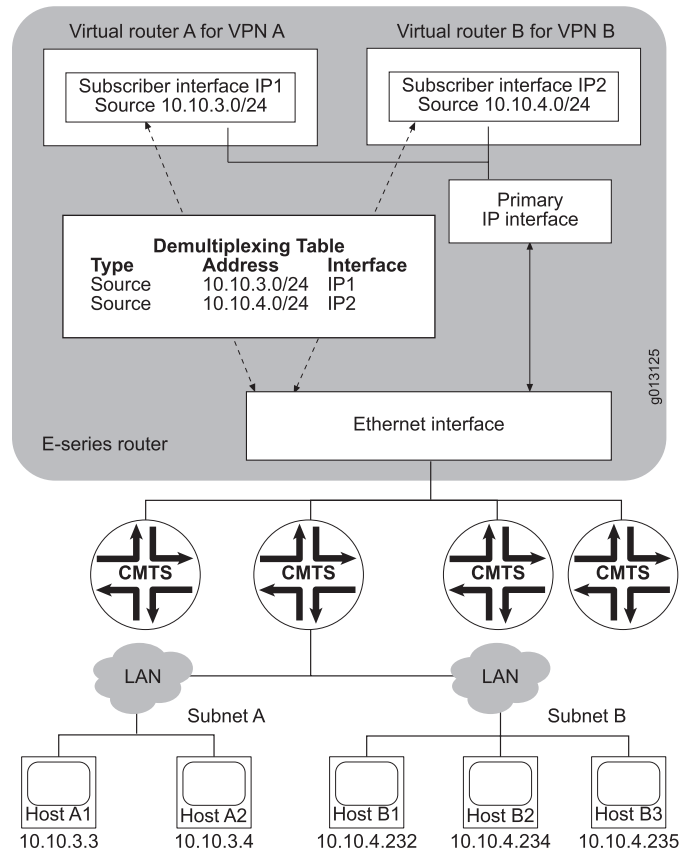 Virtual router A for VPN A
Virtual router B for VPN B
Subscriber interface IP1
Source 10.10.3.0/24
Subscriber interface IP2
Source 10.10.4.0/24
Primary
IP interface
Demultiplexing Table
Type Address Interface
Source 10.10.3.0/24 IP1
Source 10.10.4.0/24 IP2
g013125
Ethernet interface
E-series router
CMTS
CMTS
CMTS
CMTS
LAN
LAN
Subnet A
Subnet B
Host A1
Host A2
Host B1
Host B2
Host B3
10.10.3.3
10.10.3.4
10.10.4.232
10.10.4.234
10.10.4.235